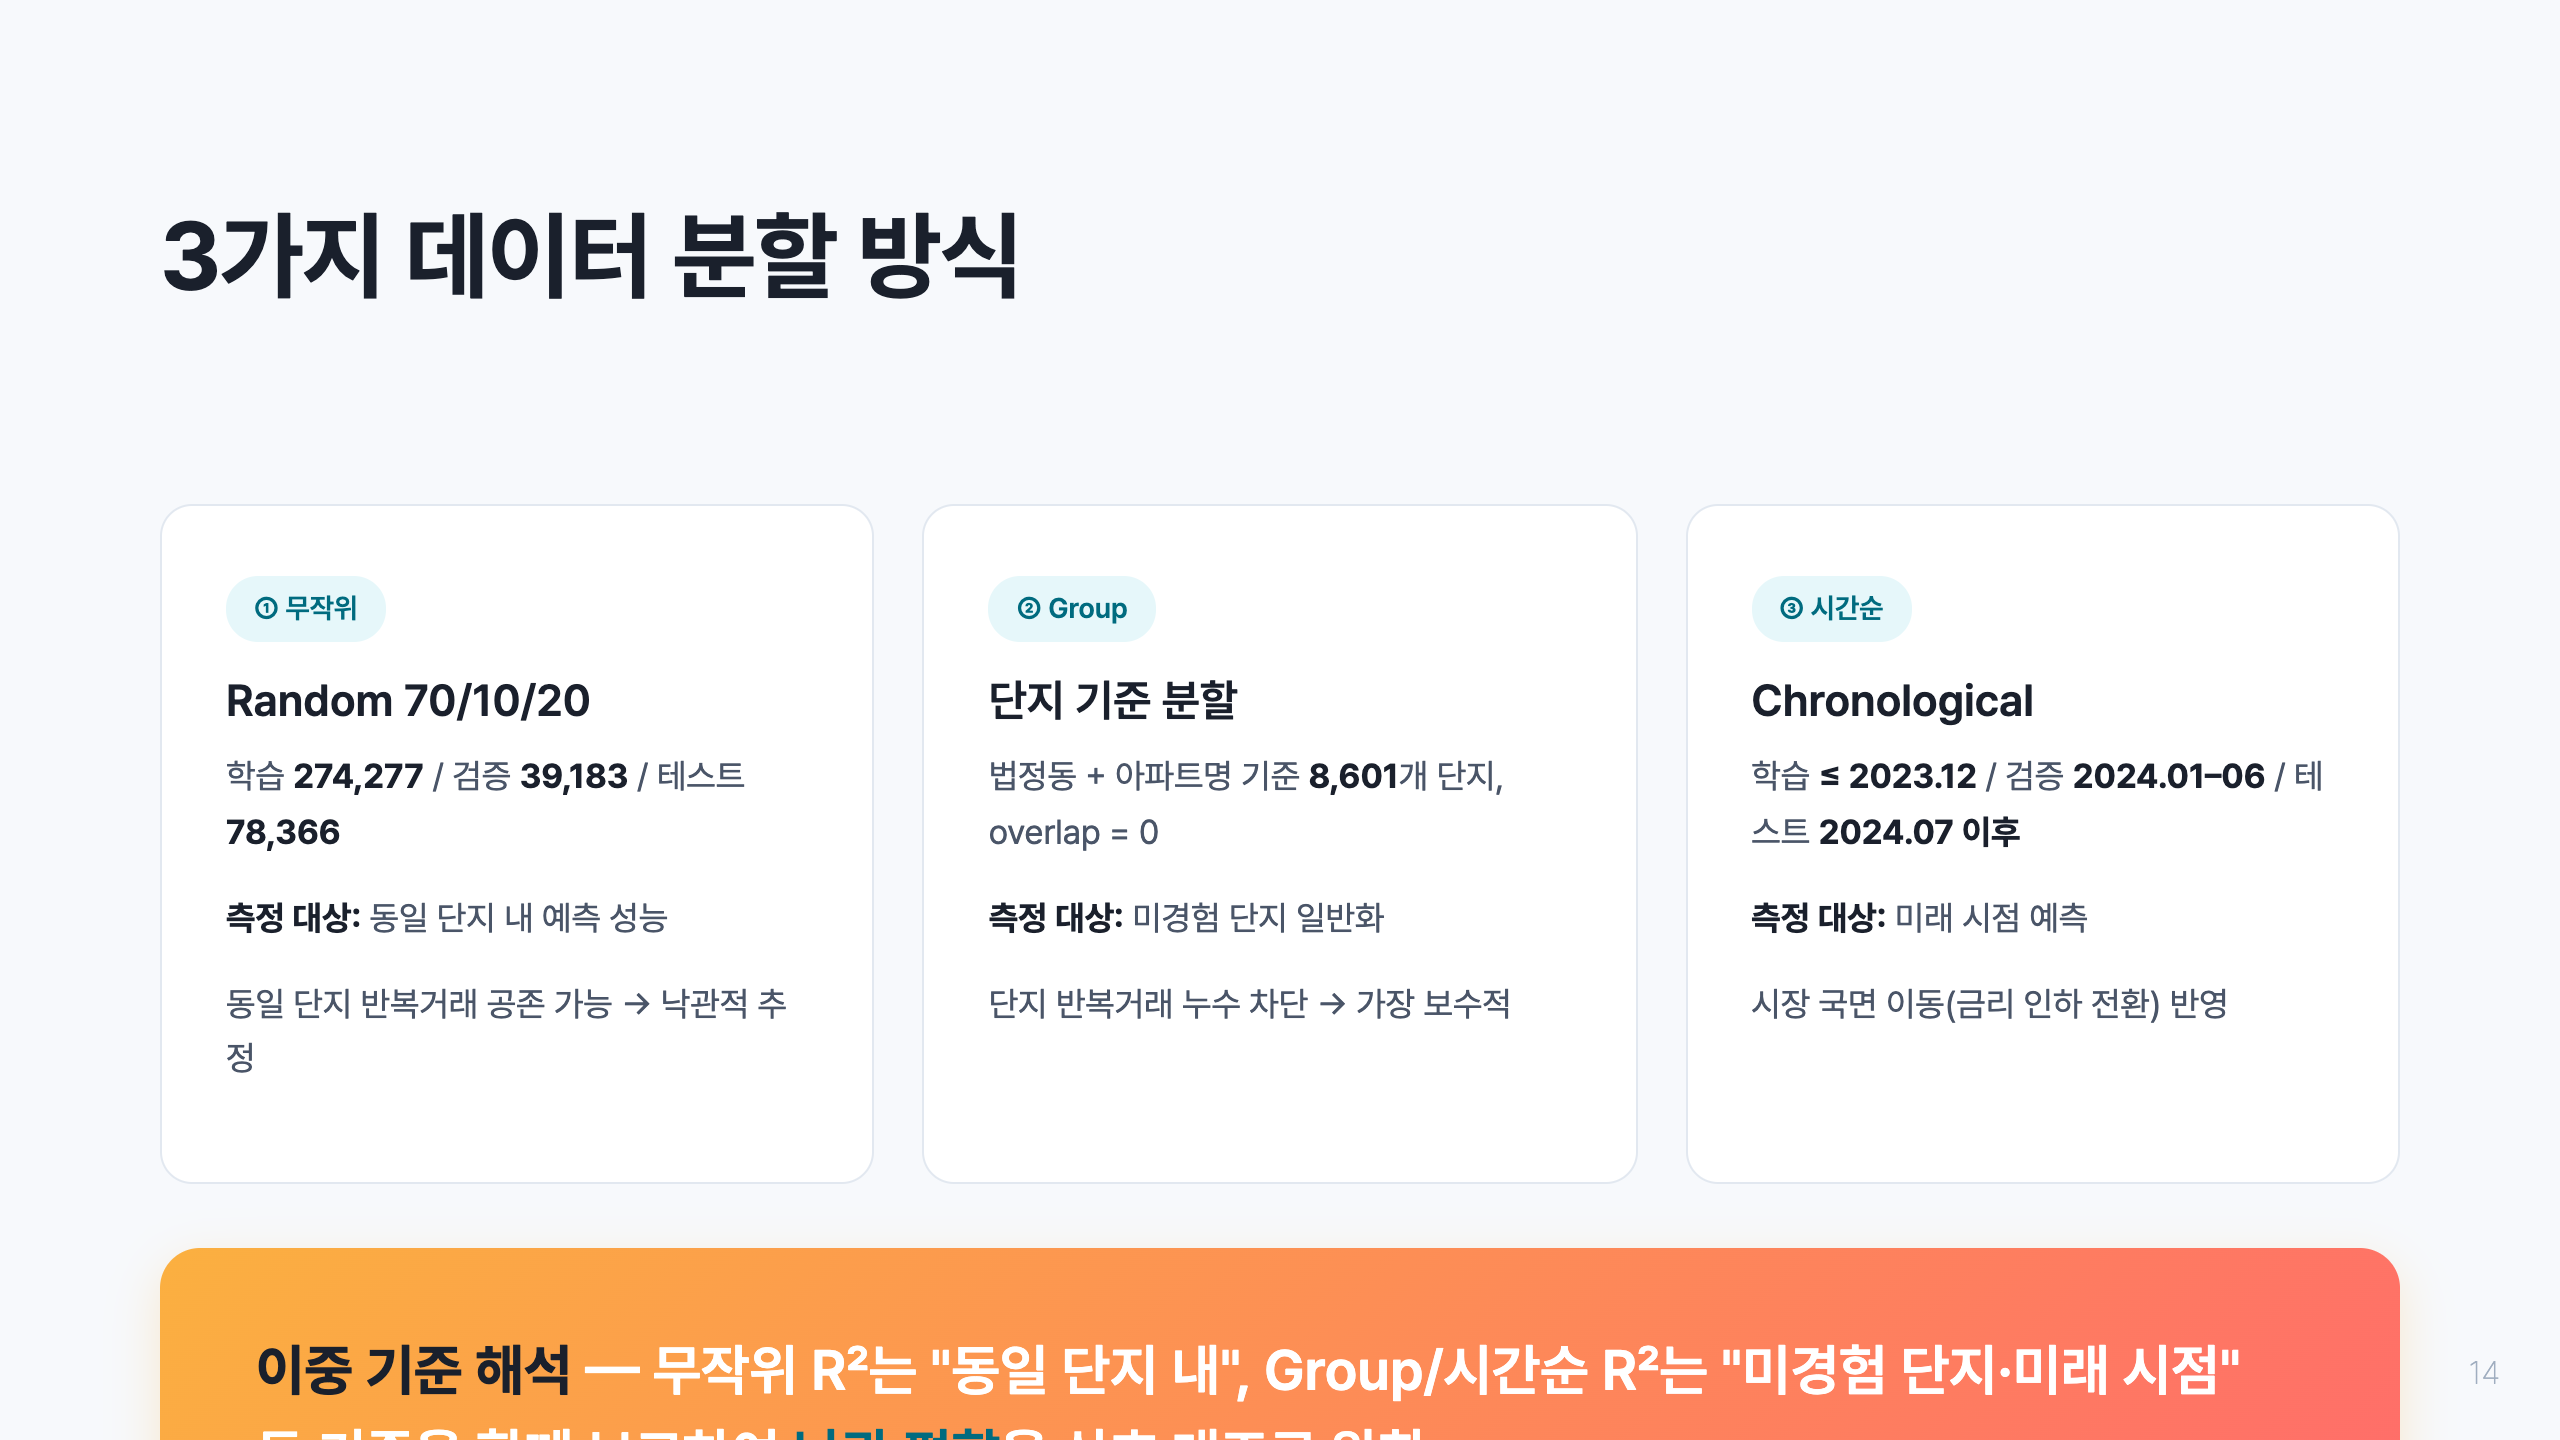 3가지 데이터 분할 방식
① 무작위
Random 70/10/20
학습 274,277 / 검증 39,183 / 테스트
78,366
측정 대상: 동일 단지 내 예측 성능
동일 단지 반복거래 공존 가능 → 낙관적 추
정
② Group
단지 기준 분할
법정동 + 아파트명 기준 8,601개 단지,
overlap = 0
측정 대상: 미경험 단지 일반화
단지 반복거래 누수 차단 → 가장 보수적
③ 시간순
Chronological
학습 ≤ 2023.12 / 검증 2024.01–06 / 테
스트 2024.07 이후
측정 대상: 미래 시점 예측
시장 국면 이동(금리 인하 전환) 반영
이중 기준 해석 — 무작위 R²는 "동일 단지 내", Group/시간순 R²는 "미경험 단지·미래 시점"
14